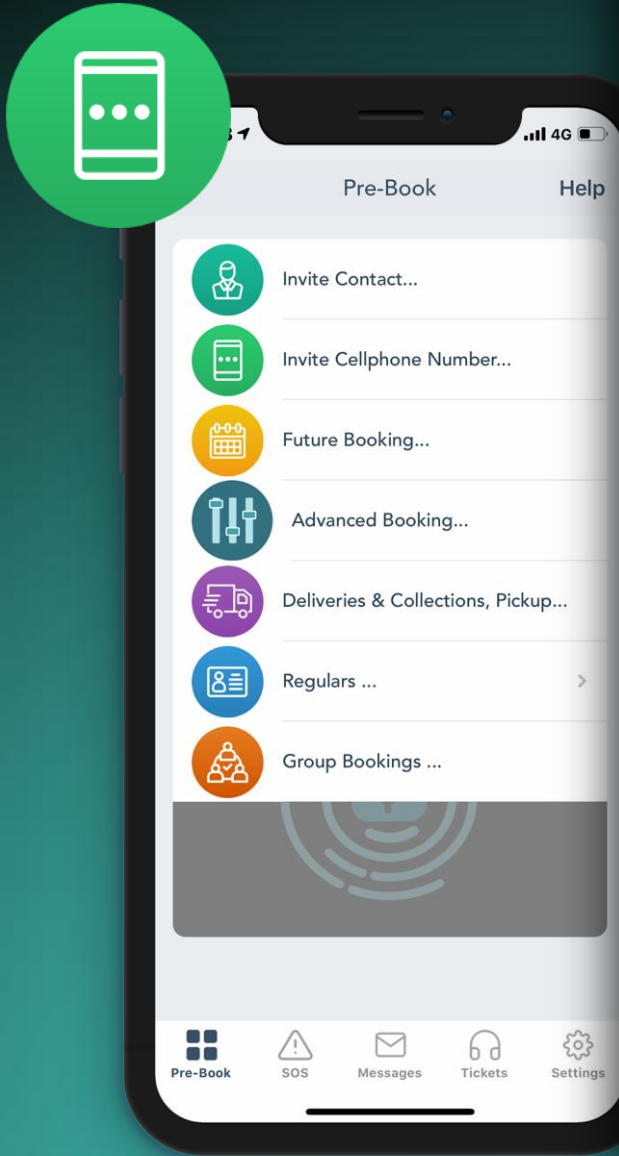 4G
Pre-Book
Help
Invite Contact...
Invite Cellphone Number...
Future Booking...
Advanced Booking...
Deliveries & Collections, Pickup...
Regulars ...
Group Bookings ...
Pre-Book
SOS
Messages
Tickets
Settings